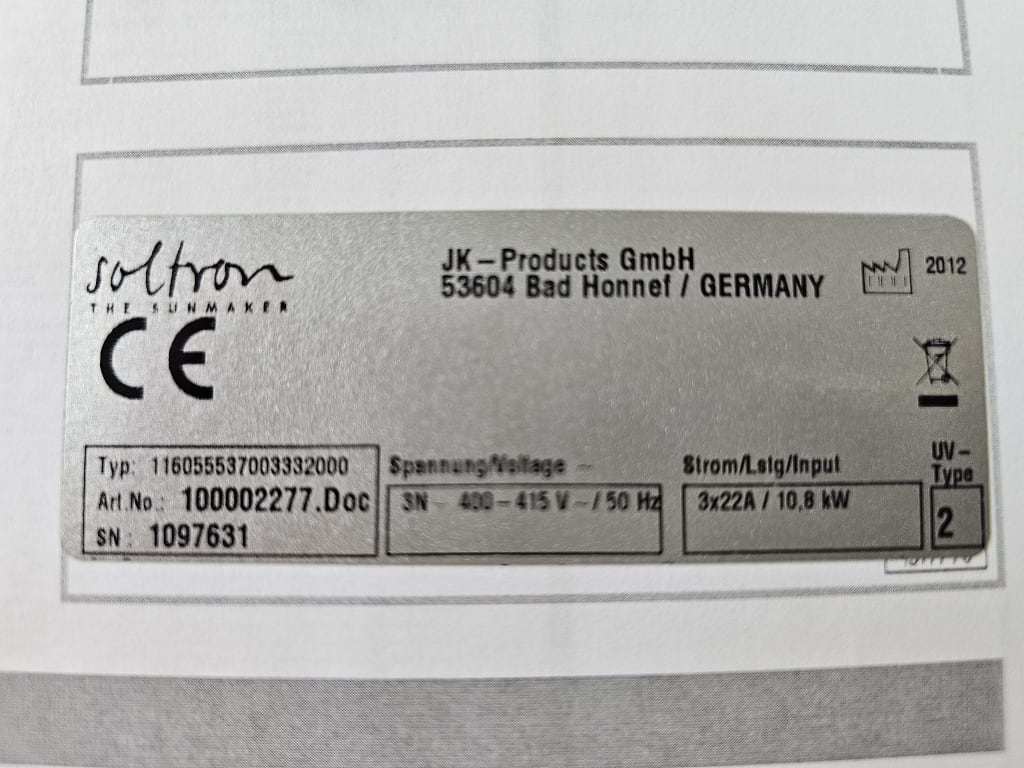 soltron
THE SUNMAKER
CE
JK-Products GmbH
53604 Bad Honnef / GERMANY
2012
Typ: 116055537003332000
Art.No.: 100002277.Doc
SN: 1097631
Spannung/Voltage ~
3N ~ 400-415 V ~/ 50 Hz
Strom/Lstg/Input
3x22A / 10,8 kW
UV-
Type
2